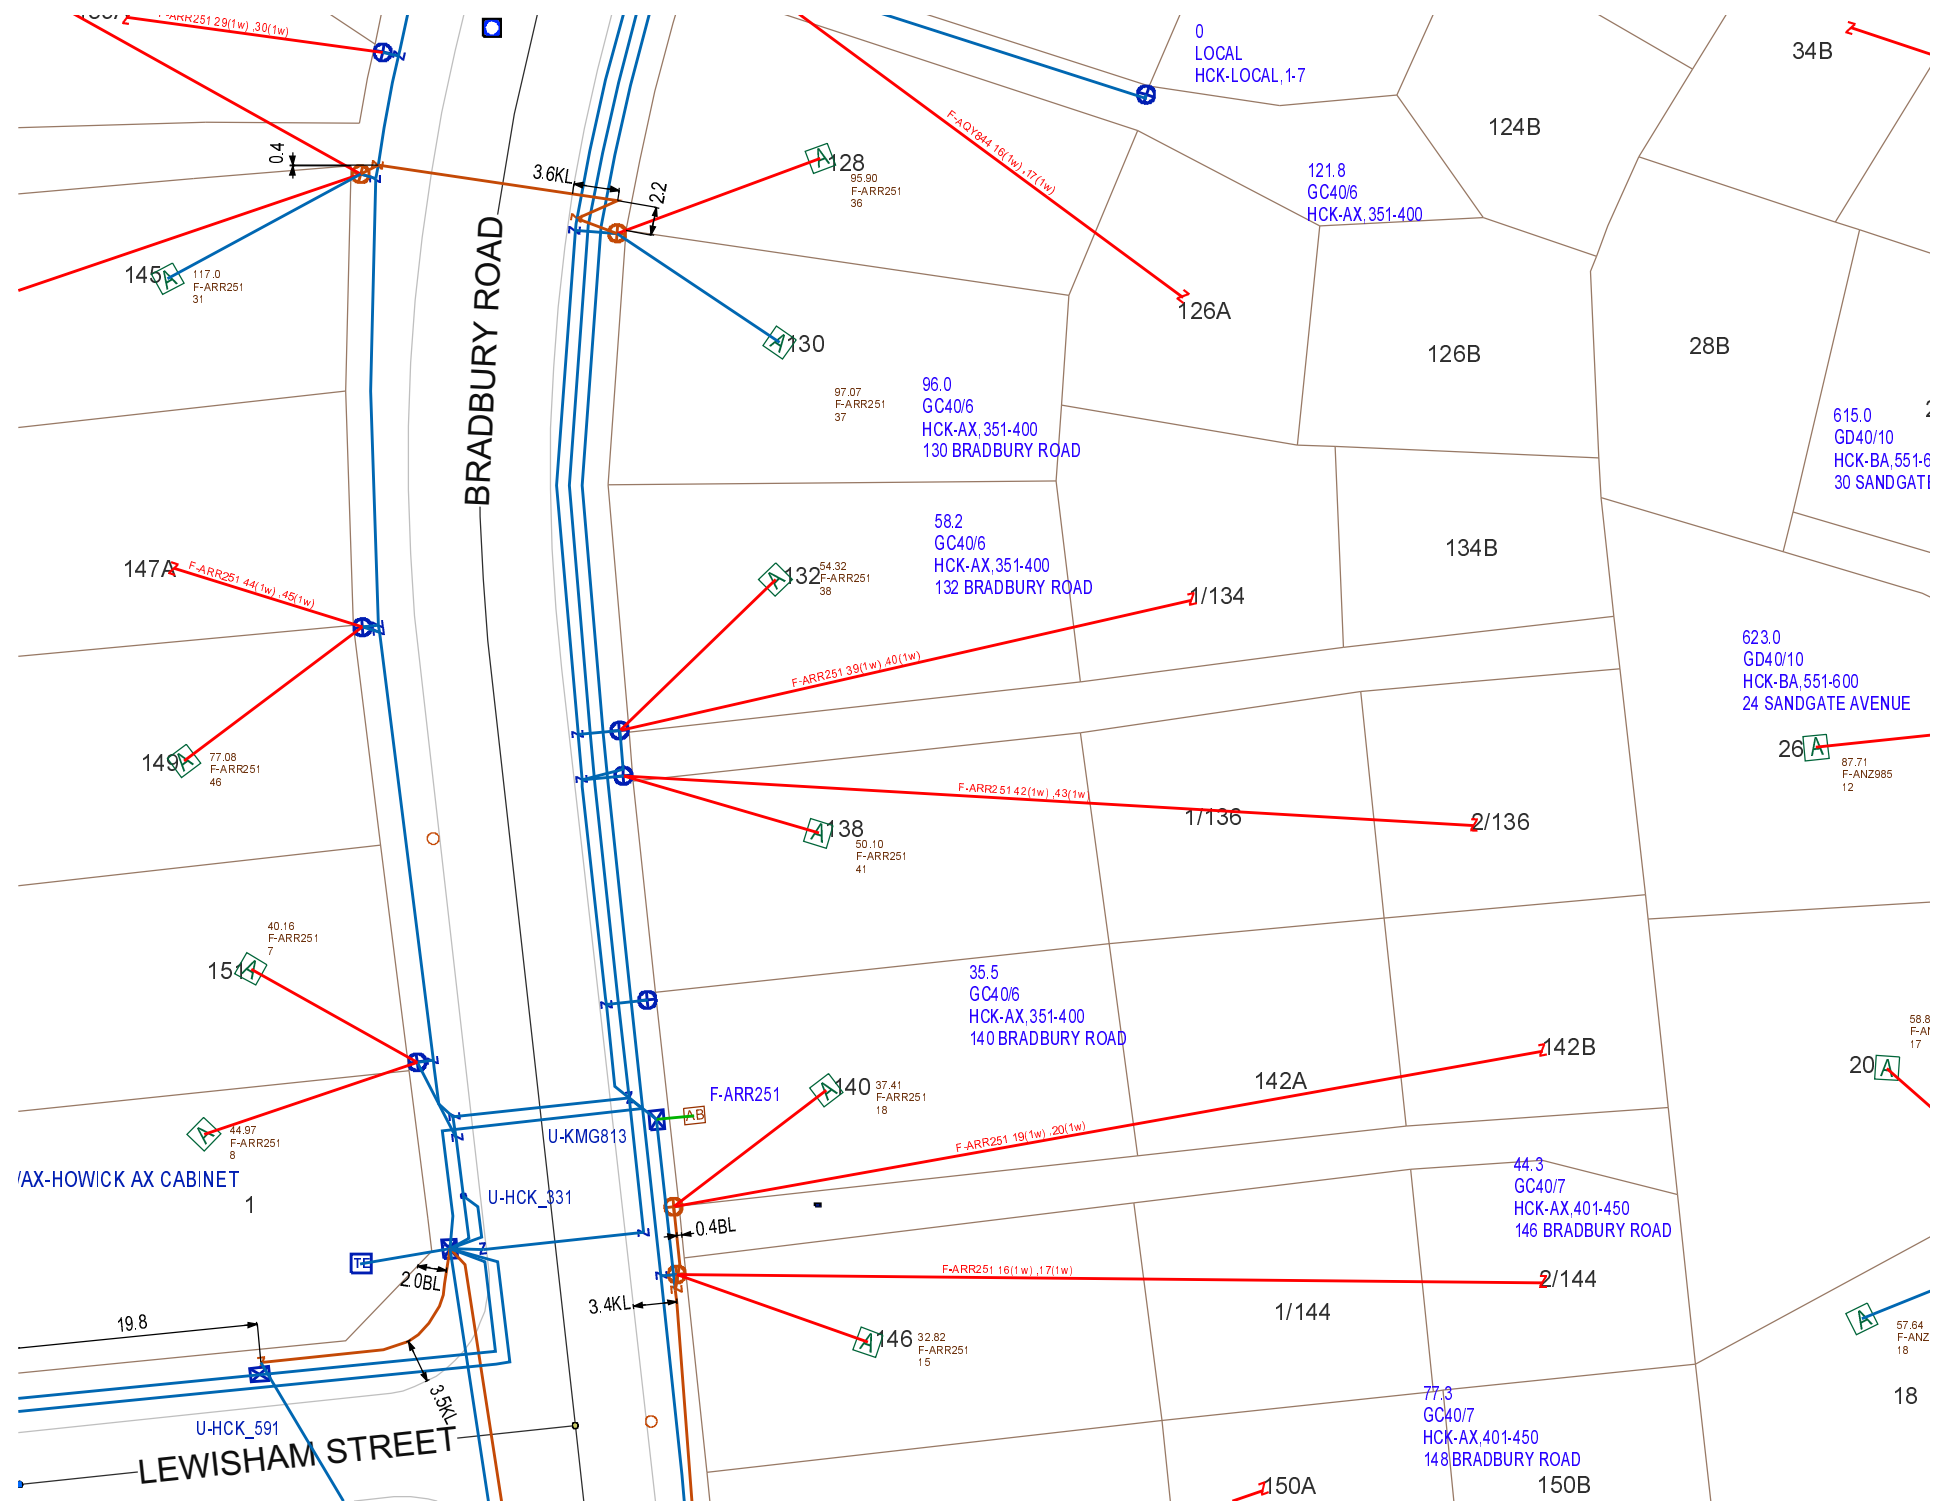 F-ARR251 29(1w) ,30(1w)
0
LOCAL
HCK-LOCAL,1-7
34B
124B
F-AQY844 16(1w) ,17(1w)
0.4
3.6KL
2.2
128
95.90
F-ARR251
36
121.8
GC40/6
HCK-AX,351-400
145
117.0
F-ARR251
31
A
A
BRADBURY ROAD
126A
A
130
126B
28B
97.07
F-ARR251
37
96.0
GC40/6
HCK-AX,351-400
130 BRADBURY ROAD
615.0
GD40/10
HCK-BA,551-6
30 SANDGATE
58.2
GC40/6
HCK-AX,351-400
132 BRADBURY ROAD
134B
147A
F-ARR251 44(1w) ,45(1w)
A
132
54.32
F-ARR251
38
1/134
F-ARR251 39(1w) ,40(1w)
623.0
GD40/10
HCK-BA,551-600
24 SANDGATE AVENUE
149
A
77.08
F-ARR251
46
26
A
87.71
F-ANZ985
12
F-ARR251 42(1w) ,43(1w)
1/136
2/136
A
138
50.10
F-ARR251
41
40.16
F-ARR251
7
151
A
35.5
GC40/6
HCK-AX,351-400
140 BRADBURY ROAD
142B
142A
58.8
17
20
A
F-ARR251
A
140
37.41
F-ARR251
18
AB
A
44.97
F-ARR251
8
U-KMG813
F-ARR251 19(1w) ,20(1w)
/AX-HOWICK AX CABINET
1
U-HCK_331
44.3
GC40/7
HCK-AX,401-450
146 BRADBURY ROAD
0.4BL
TE
2.0BL
F-ARR251 16(1w) ,17(1w)
2/144
1/144
3.4KL
19.8
A
146
32.82
F-ARR251
15
A
57.64
F-ANZ
18
3.5KL
18
77.3
GC40/7
HCK-AX,401-450
148 BRADBURY ROAD
U-HCK_591
LEWISHAM STREET
150A
150B